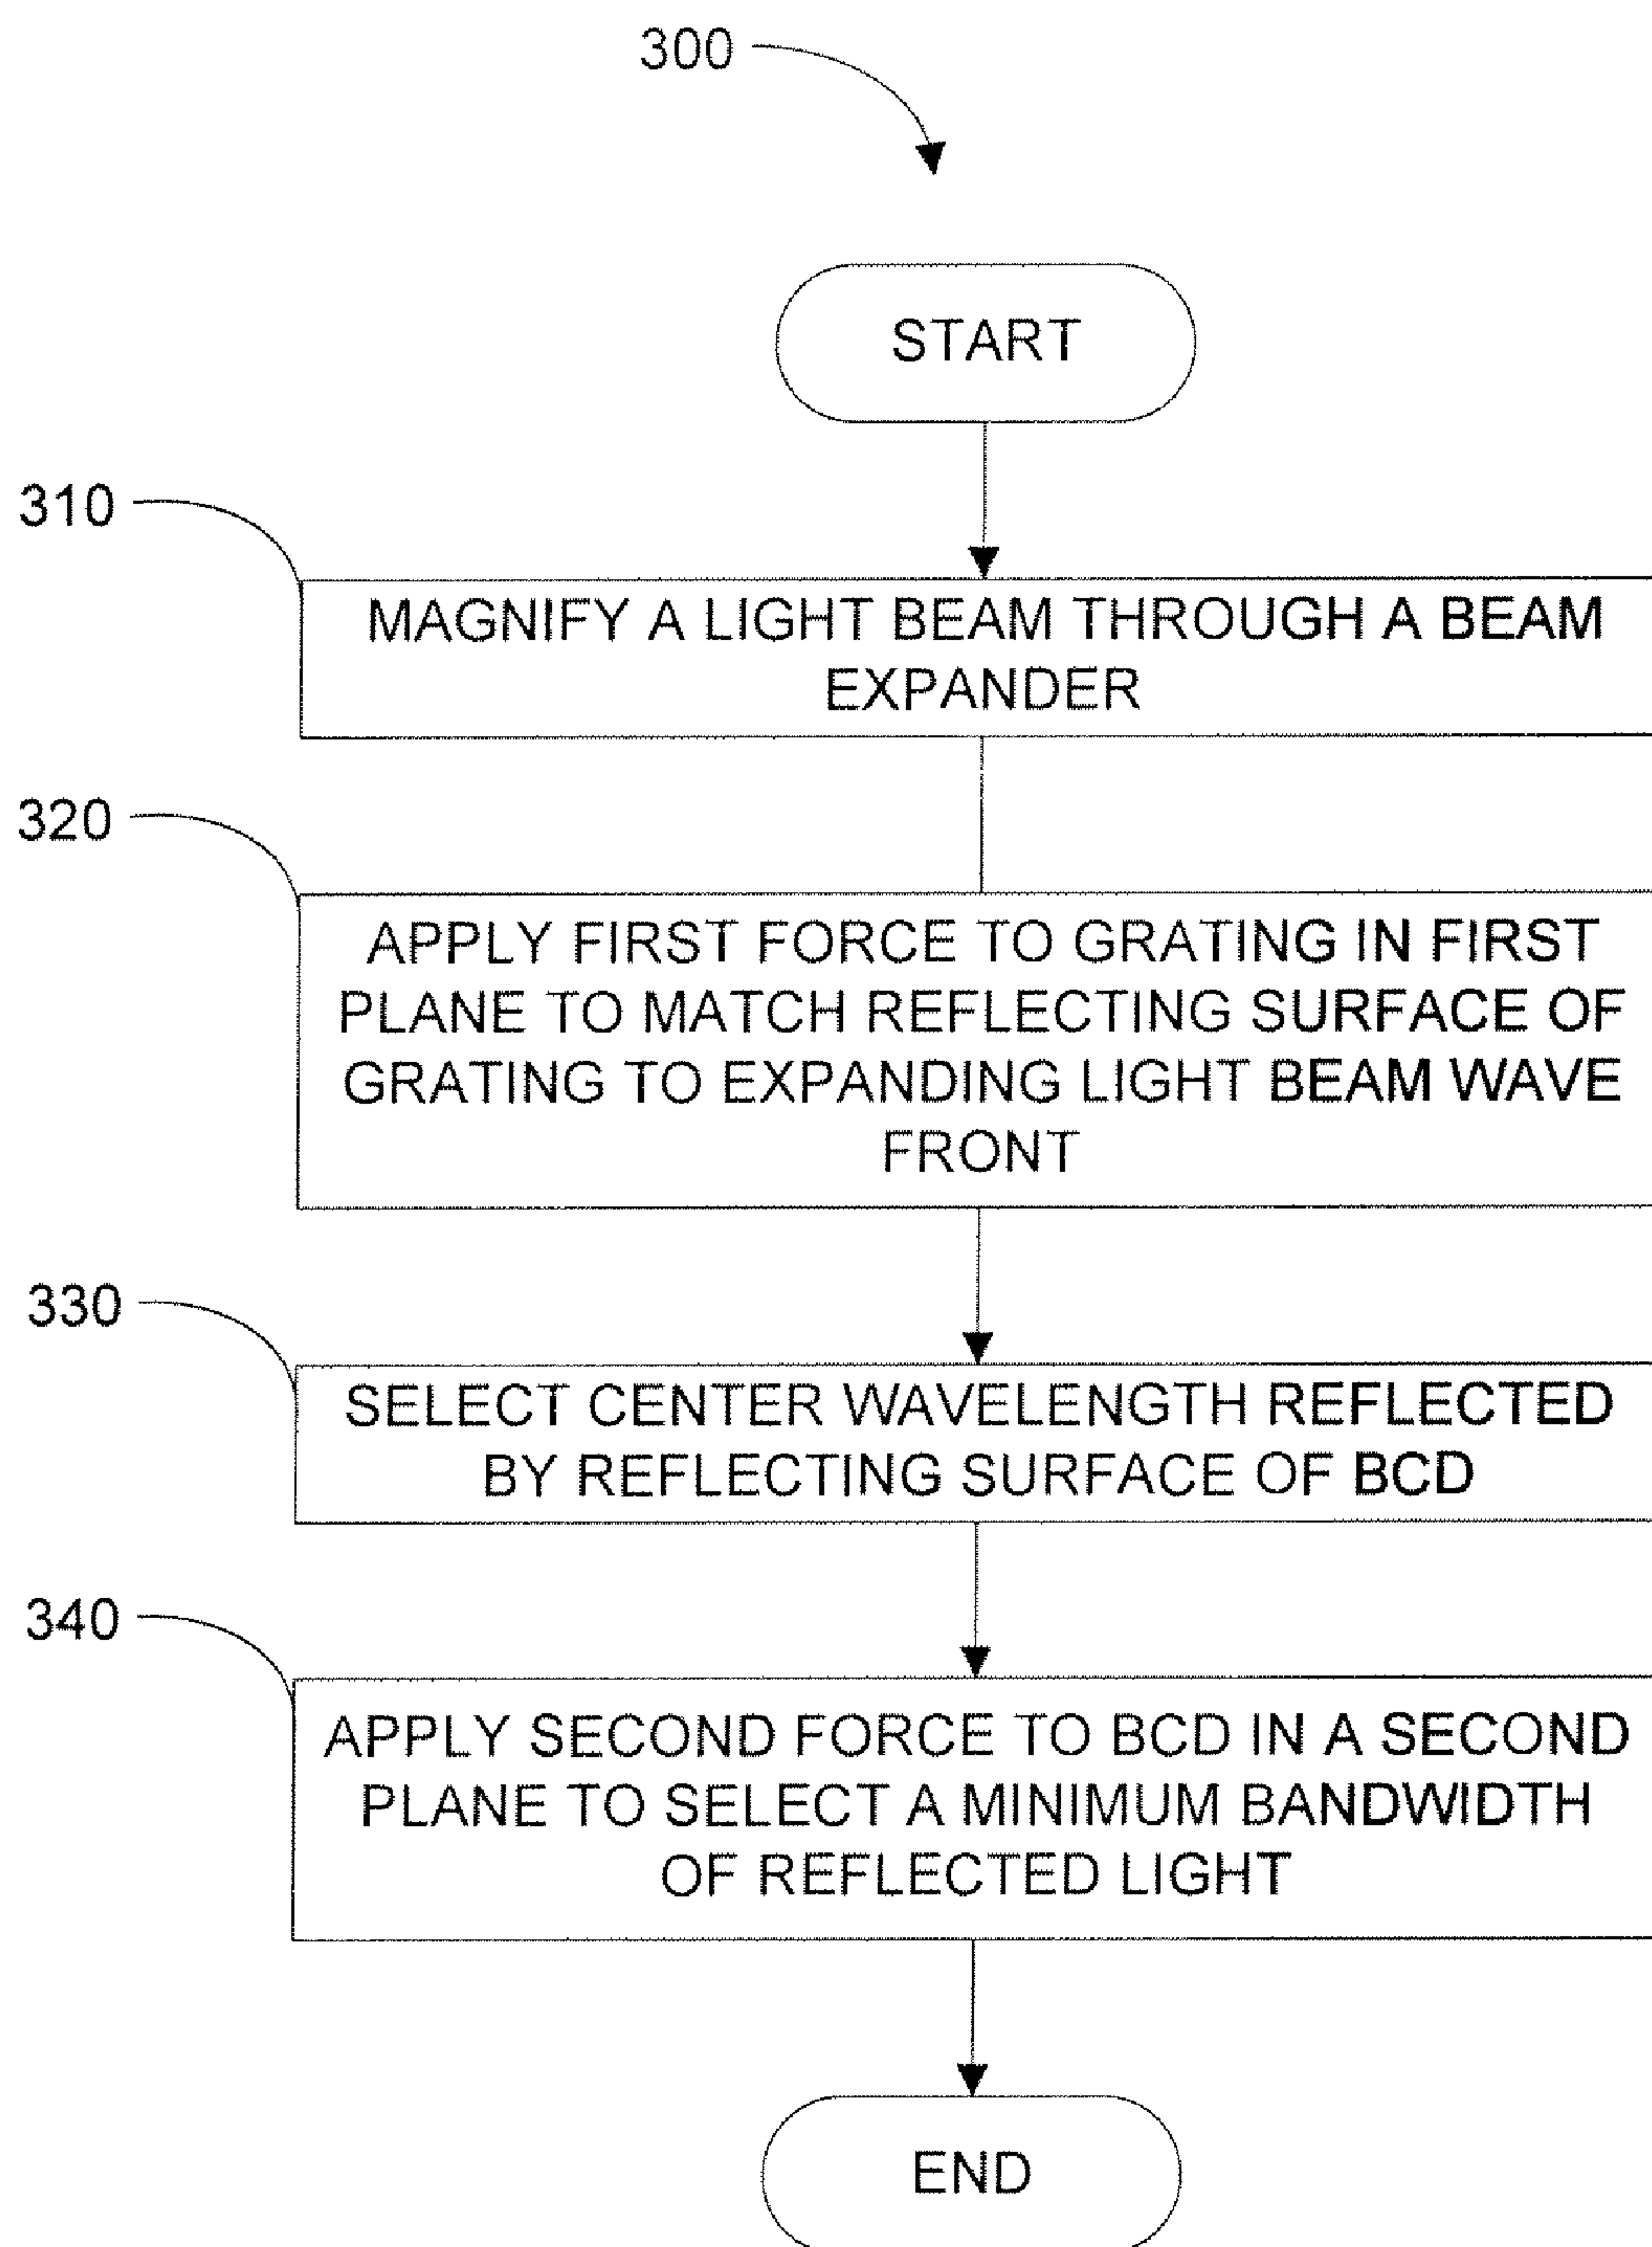 300
START
310
MAGNIFY A LIGHT BEAM THROUGH A BEAM
EXPANDER
320
APPLY FIRST FORCE TO GRATING IN FIRST
PLANE TO MATCH REFLECTING SURFACE OF
GRATING TO EXPANDING LIGHT BEAM WAVE
FRONT
330
SELECT CENTER WAVELENGTH REFLECTED
BY REFLECTING SURFACE OF BCD
340
APPLY SECOND FORCE TO BCD IN A SECOND
PLANE TO SELECT A MINIMUM BANDWIDTH
OF REFLECTED LIGHT
END